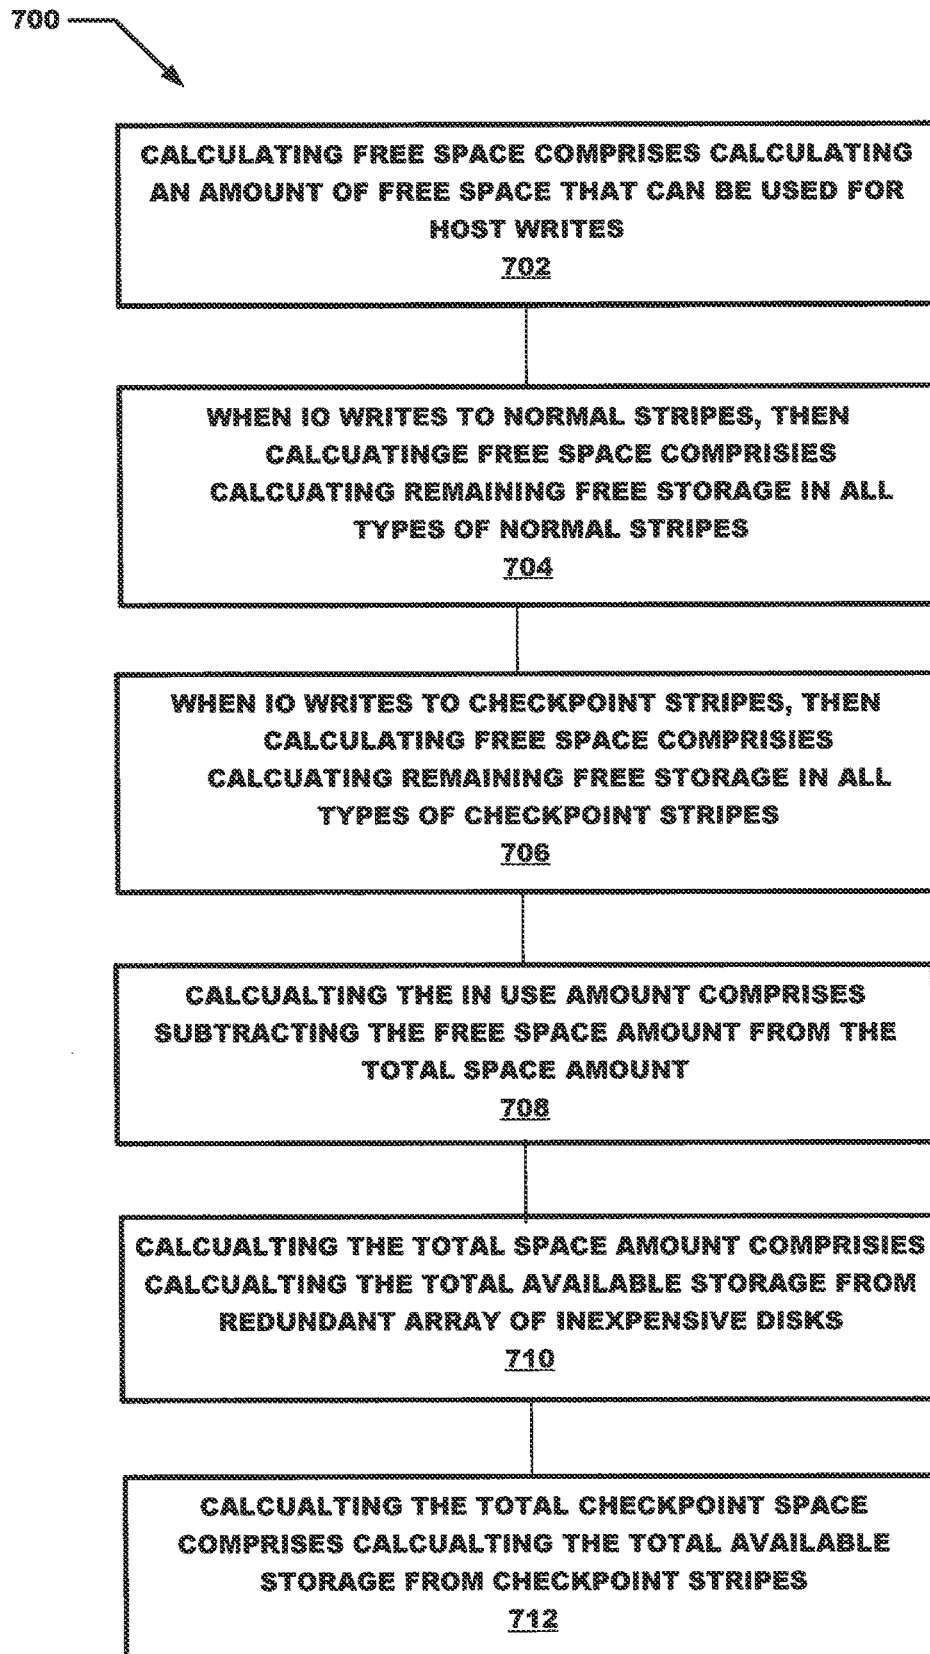 700
CALCULATING FREE SPACE COMPRISES CALCULATING
AN AMOUNT OF FREE SPACE THAT CAN BE USED FOR
HOST WRITES
702
WHEN IO WRITES TO NORMAL STRIPES, THEN
CALCUATINGE FREE SPACE COMPRISIES
CALCUATING REMAINING FREE STORAGE IN ALL
TYPES OF NORMAL STRIPES
704
WHEN IO WRITES TO CHECKPOINT STRIPES, THEN
CALCULATING FREE SPACE COMPRISIES
CALCUATING REMAINING FREE STORAGE IN ALL
TYPES OF CHECKPOINT STRIPES
706
CALCUALTING THE IN USE AMOUNT COMPRISES
SUBTRACTING THE FREE SPACE AMOUNT FROM THE
TOTAL SPACE AMOUNT
708
CALCUALTING THE TOTAL SPACE AMOUNT COMPRISIES
CALCUALTING THE TOTAL AVAILABLE STORAGE FROM
REDUNDANT ARRAY OF INEXPENSIVE DISKS
710
CALCUALTING THE TOTAL CHECKPOINT SPACE
COMPRISES CALCUALTING THE TOTAL AVAILABLE
STORAGE FROM CHECKPOINT STRIPES
712